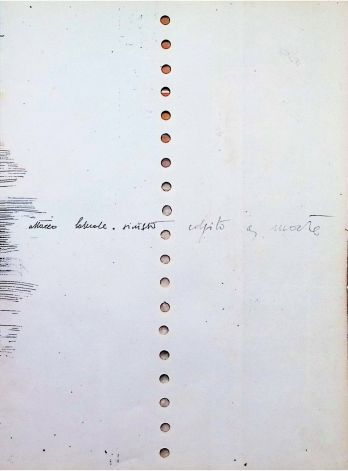 attacco laterale. sinistro colpito a morte